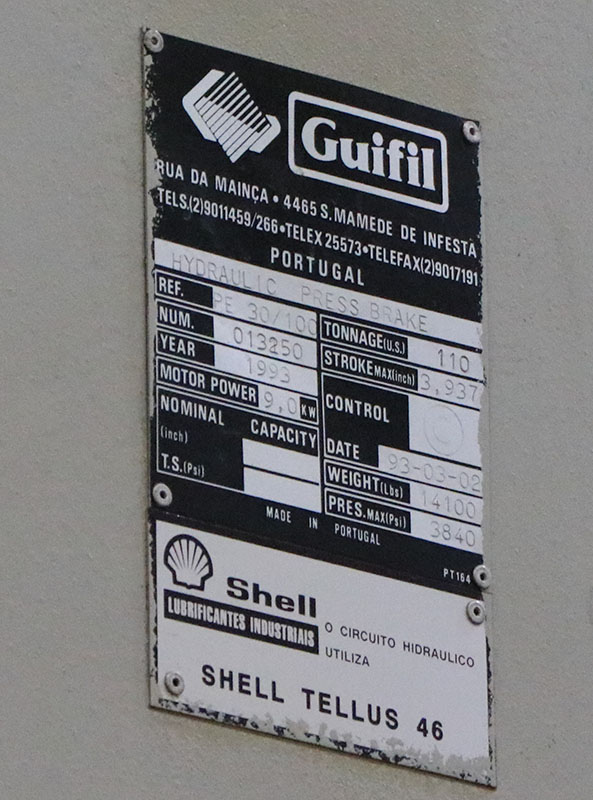 Guifil
RUA DA MAINÇA • 4465 S. MAMEDE DE INFESTA
TELS.(2)9011459/266 • TELEX 25573 • TELEFAX(2)9017191
PORTUGAL
HYDRAULIC PRESS BRAKE
REF. PE 30/100
NUM. 013250
YEAR 1993
MOTOR POWER 9,0 KW
NOMINAL CAPACITY
(inch)
T.S.(Psi)
TONNAGE(U.S.) 110
STROKE MAX(inch) 3,937
CONTROL
DATE 93-03-02
WEIGHT(Lbs) 14100
PRES.MAX(Psi) 3840
MADE IN PORTUGAL
PT164
Shell
LUBRIFICANTES INDUSTRIAIS
O CIRCUITO HIDRAULICO
UTILIZA
SHELL TELLUS 46